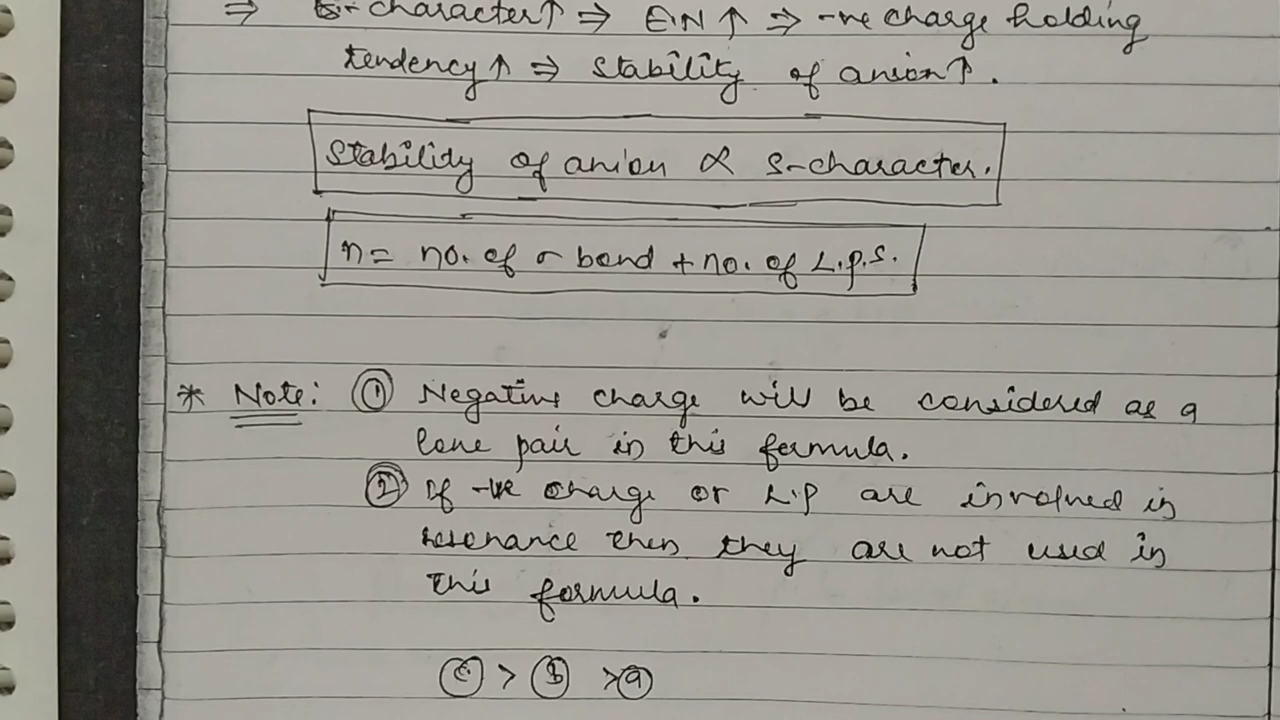 ⇒ s-character↑ ⇒ E.N ↑ ⇒ -ve charge holding
tendency↑ ⇒ stability of anion↑.
Stability of anion ∝ s-character.
n = no. of σ bond + no. of L.p.s.
* Note: ① Negative charge will be considered as a
lone pair in this formula.
② If -ve charge or L.p are involved in
resonance then they are not used in
this formula.
ⓒ > ⓑ > ⓐ